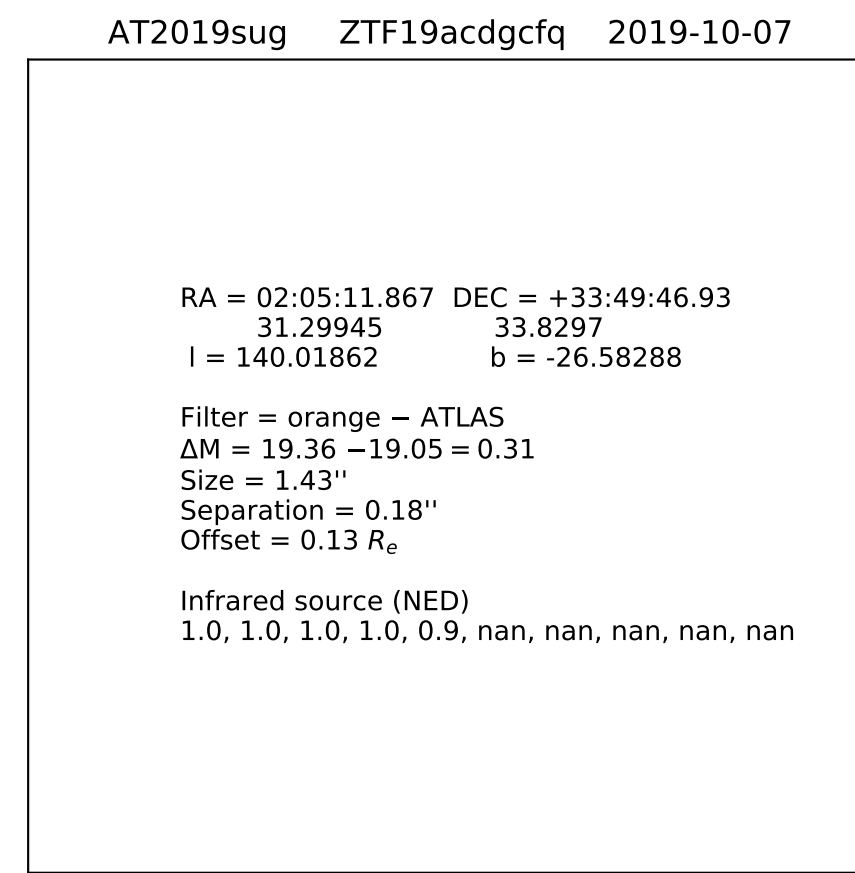 AT2019sug ZTF19acdgcfq 2019-10-07
RA = 02:05:11.867 DEC = +33:49:46.93
31.29945 33.8297
l = 140.01862 b = -26.58288
Filter = orange − ATLAS
ΔM = 19.36 −19.05 = 0.31
Size = 1.43''
Separation = 0.18''
Offset = 0.13 Re
Infrared source (NED)
1.0, 1.0, 1.0, 1.0, 0.9, nan, nan, nan, nan, nan